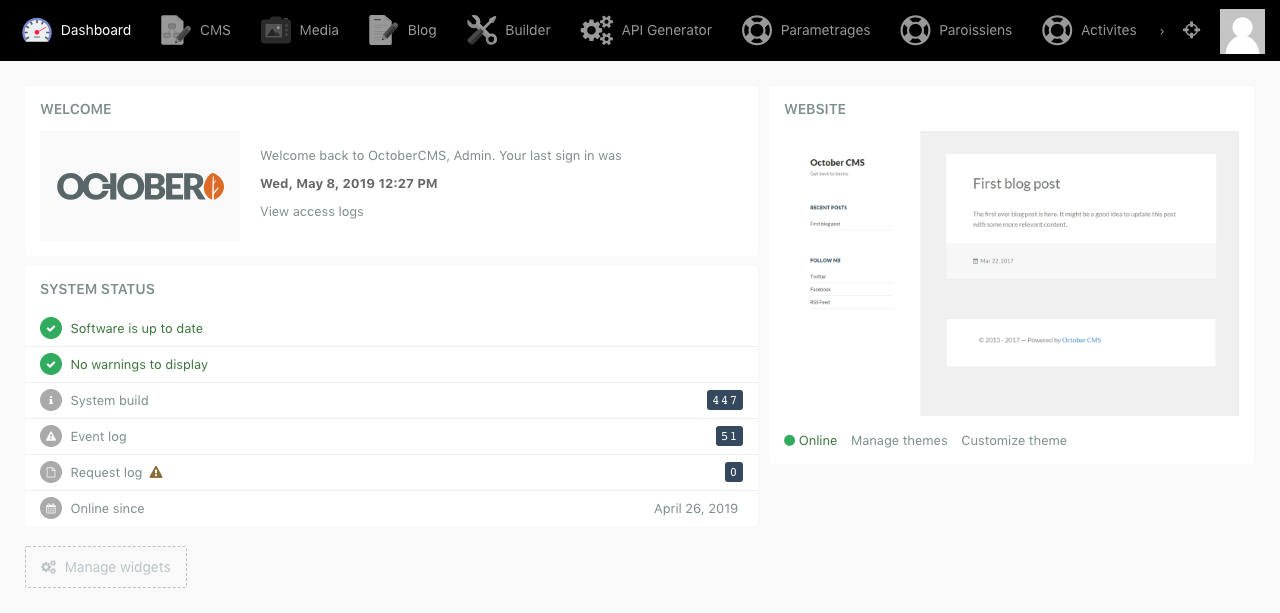 Dashboard CMS Media Blog Builder API Generator Parametrages Paroissiens Activites ›
WELCOME
OCTOBER
Welcome back to OctoberCMS, Admin. Your last sign in was
Wed, May 8, 2019 12:27 PM
View access logs
SYSTEM STATUS
Software is up to date
No warnings to display
System build 447
Event log 51
Request log 0
Online since April 26, 2019
Manage widgets
WEBSITE
October CMS
Get back to basics
RECENT POSTS
First blog post
FOLLOW ME
Twitter
Facebook
RSS Feed
First blog post
The first ever blog post is here. It might be a good idea to update this post
with some more relevant content.
Mar 22, 2017
© 2013 - 2017 — Powered by October CMS
Online Manage themes Customize theme